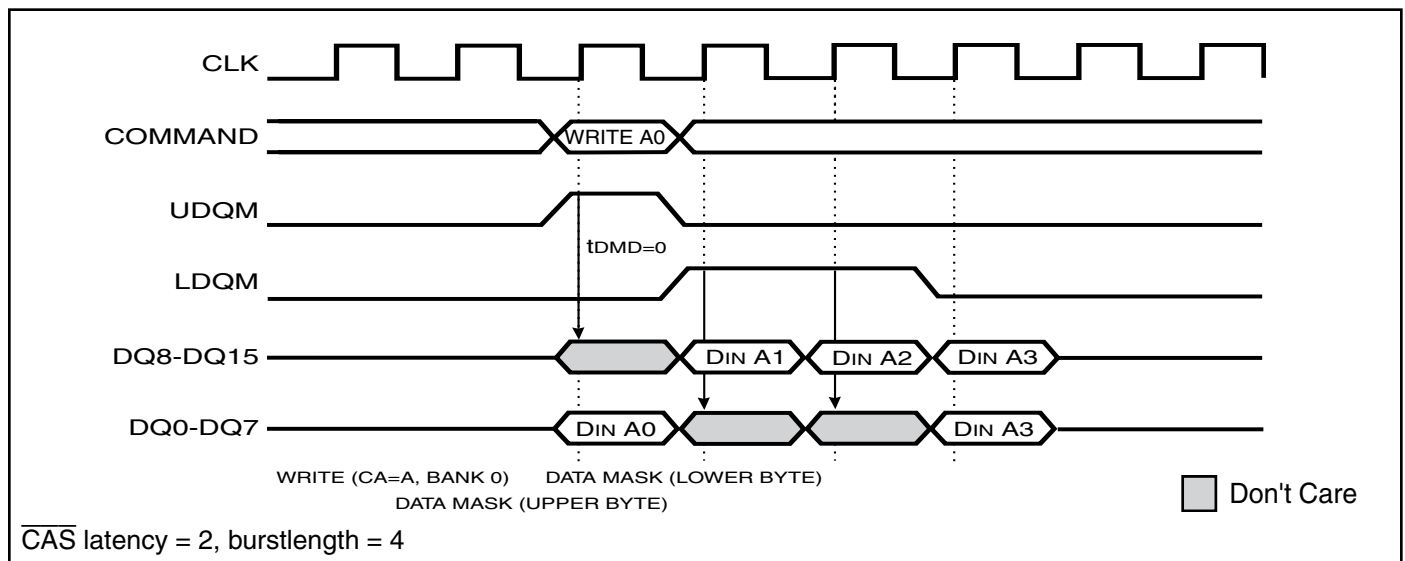 CLK
COMMAND WRITE A0
UDQM
tDMD=0
LDQM
DQ8-DQ15 DIN A1 DIN A2 DIN A3
DQ0-DQ7 DIN A0 DIN A3
WRITE (CA=A, BANK 0) DATA MASK (LOWER BYTE)
DATA MASK (UPPER BYTE)
Don't Care
C̅A̅S̅ latency = 2, burstlength = 4